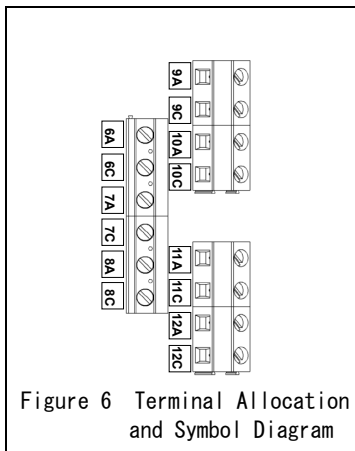 9A
9C
10A
10C
6A
6C
7A
7C
8A
8C
11A
11C
12A
12C
Figure 6 Terminal Allocation
and Symbol Diagram